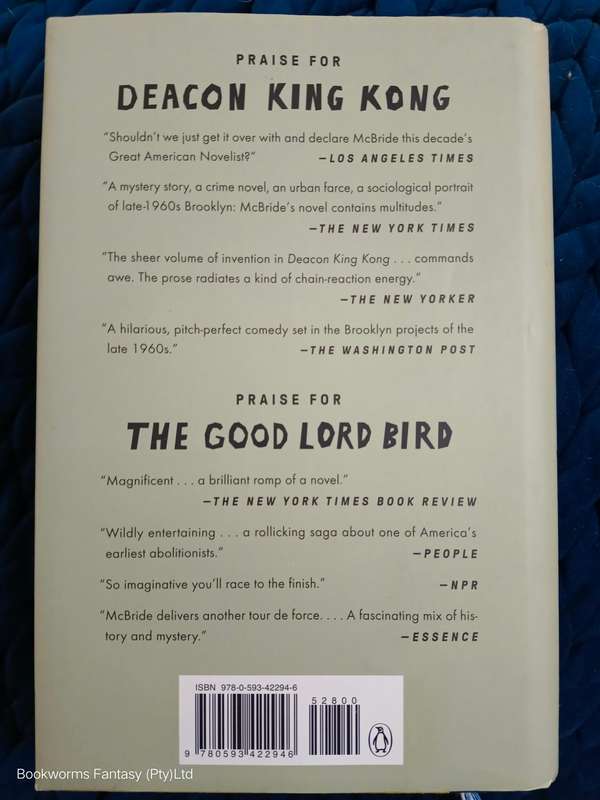 PRAISE FOR
DEACON KING KONG
“Shouldn’t we just get it over with and declare McBride this decade’s
Great American Novelist?” —LOS ANGELES TIMES
“A mystery story, a crime novel, an urban farce, a sociological portrait
of late-1960s Brooklyn: McBride’s novel contains multitudes.”
—THE NEW YORK TIMES
“The sheer volume of invention in Deacon King Kong . . . commands
awe. The prose radiates a kind of chain-reaction energy.”
—THE NEW YORKER
“A hilarious, pitch-perfect comedy set in the Brooklyn projects of the
late 1960s.” —THE WASHINGTON POST
PRAISE FOR
THE GOOD LORD BIRD
“Magnificent . . . a brilliant romp of a novel.”
—THE NEW YORK TIMES BOOK REVIEW
“Wildly entertaining . . . a rollicking saga about one of America’s
earliest abolitionists.” —PEOPLE
“So imaginative you’ll race to the finish.” —NPR
“McBride delivers another tour de force. . . . A fascinating mix of his-
tory and mystery.” —ESSENCE
ISBN 978-0-593-42294-6
52800
9 780593 422946
Bookworms Fantasy (Pty)Ltd